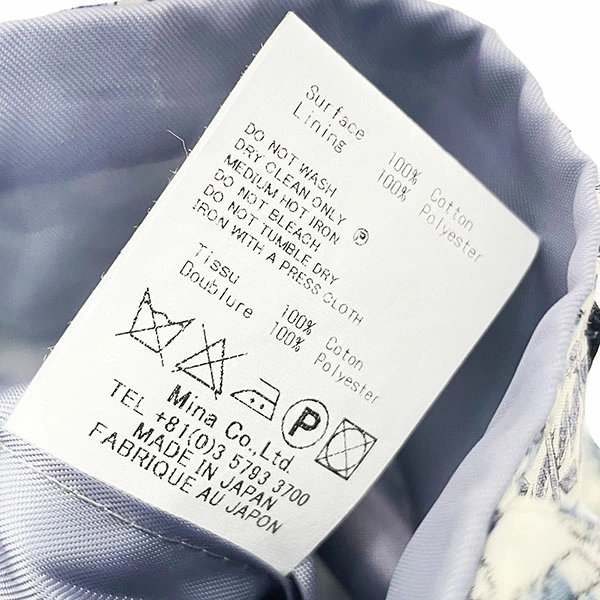 Surface 100% Cotton
Lining 100% Polyester
DO NOT WASH
DRY CLEAN ONLY Ⓟ
MEDIUM HOT IRON
DO NOT BLEACH
DO NOT TUMBLE DRY
IRON WITH A PRESS CLOTH
Tissu 100% Coton
Doublure 100% Polyester
P
Mina Co.,Ltd.
TEL +81(0)3 5793 3700
MADE IN JAPAN
FABRIQUE AU JAPON